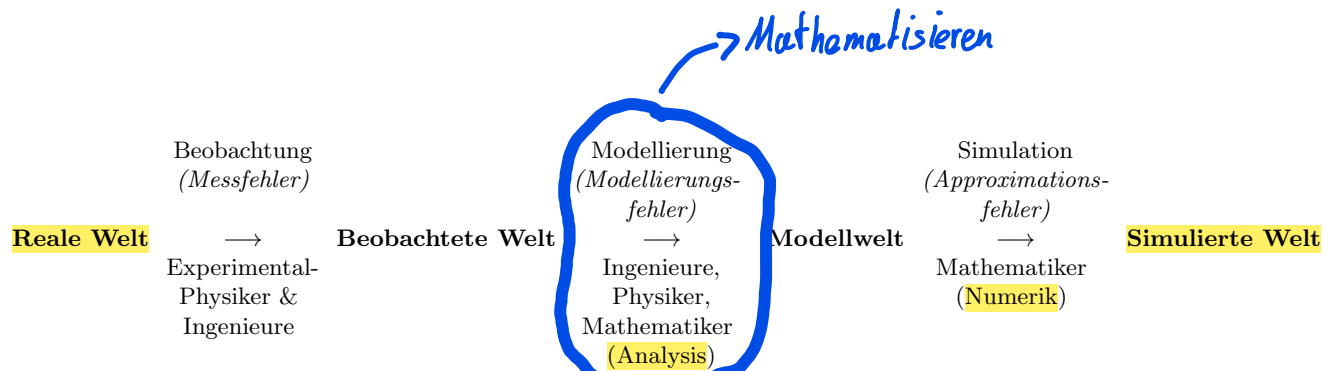 Mathematisieren
Beobachtung
(Messfehler)
Modellierung
(Modellierungs-
fehler)
Simulation
(Approximations-
fehler)
Reale Welt ⟶ Beobachtete Welt ⟶ Modellwelt ⟶ Simulierte Welt
Experimental-
Physiker &
Ingenieure
Ingenieure,
Physiker,
Mathematiker
(Analysis)
Mathematiker
(Numerik)